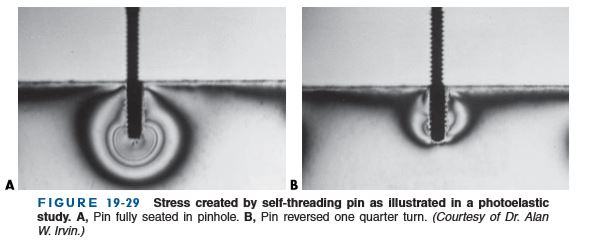 A
B
FIGURE 19-29 Stress created by self-threading pin as illustrated in a photoelastic
study. A, Pin fully seated in pinhole. B, Pin reversed one quarter turn. (Courtesy of Dr. Alan
W. Irvin.)